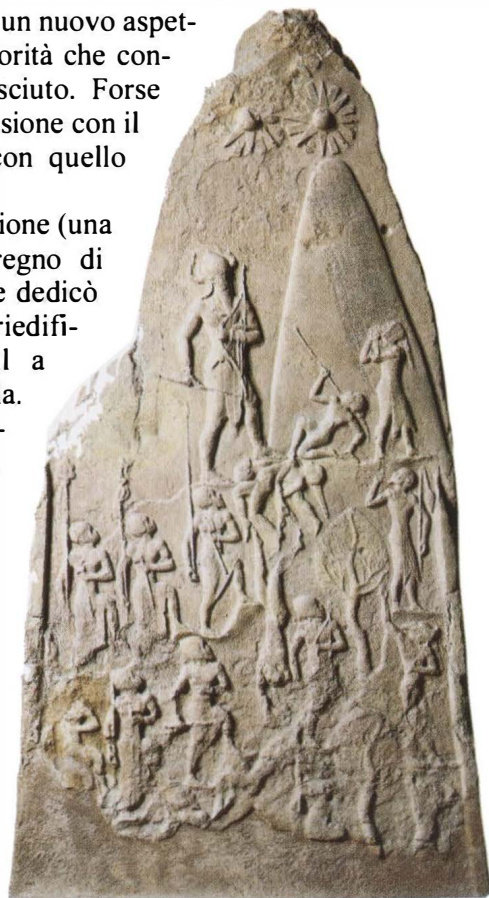 un nuovo aspet-
orità che con-
sciuto. Forse
sione con il
con quello
ione (una
regno di
e dedicò
riedifi-
l a
la.
-